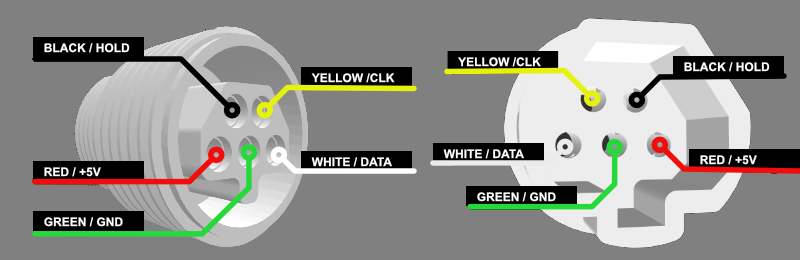 BLACK / HOLD
YELLOW /CLK
RED / +5V
WHITE / DATA
GREEN / GND
YELLOW /CLK
BLACK / HOLD
WHITE / DATA
RED / +5V
GREEN / GND